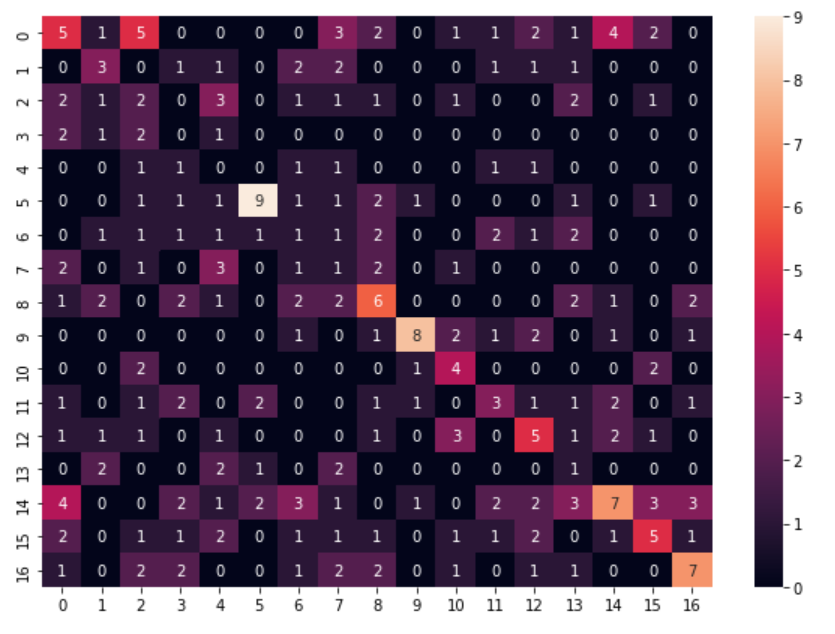 0 5 1 5 0 0 0 0 3 2 0 1 1 2 1 4 2 0
1 0 3 0 1 1 0 2 2 0 0 0 1 1 1 0 0 0
2 2 1 2 0 3 0 1 1 1 0 1 0 0 2 0 1 0
3 2 1 2 0 1 0 0 0 0 0 0 0 0 0 0 0 0
4 0 0 1 1 0 0 1 1 0 0 0 1 1 0 0 0 0
5 0 0 1 1 1 9 1 1 2 1 0 0 0 1 0 1 0
6 0 1 1 1 1 1 1 1 2 0 0 2 1 2 0 0 0
7 2 0 1 0 3 0 1 1 2 0 1 0 0 0 0 0 0
8 1 2 0 2 1 0 2 2 6 0 0 0 0 2 1 0 2
9 0 0 0 0 0 0 1 0 1 8 2 1 2 0 1 0 1
10 0 0 2 0 0 0 0 0 0 1 4 0 0 0 0 2 0
11 1 0 1 2 0 2 0 0 1 1 0 3 1 1 2 0 1
12 1 1 1 0 1 0 0 0 1 0 3 0 5 1 2 1 0
13 0 2 0 0 2 1 0 2 0 0 0 0 0 1 0 0 0
14 4 0 0 2 1 2 3 1 0 1 0 2 2 3 7 3 3
15 2 0 1 1 2 0 1 1 1 0 1 1 2 0 1 5 1
16 1 0 2 2 0 0 1 2 2 0 1 0 1 1 0 0 7
0 1 2 3 4 5 6 7 8 9 10 11 12 13 14 15 16
9
8
7
6
5
4
3
2
1
0